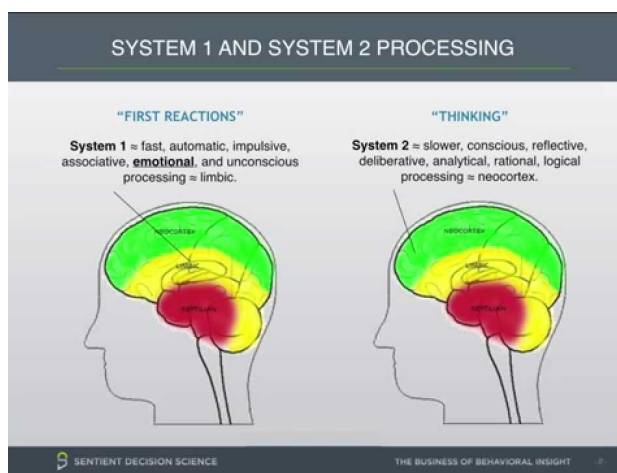 SYSTEM 1 AND SYSTEM 2 PROCESSING
“FIRST REACTIONS”
System 1 ≈ fast, automatic, impulsive,
associative, emotional, and unconscious
processing ≈ limbic.
“THINKING”
System 2 ≈ slower, conscious, reflective,
deliberative, analytical, rational, logical
processing ≈ neocortex.
NEOCORTEX
LIMBIC
REPTILIAN
NEOCORTEX
LIMBIC
REPTILIAN
SENTIENT DECISION SCIENCE
THE BUSINESS OF BEHAVIORAL INSIGHT